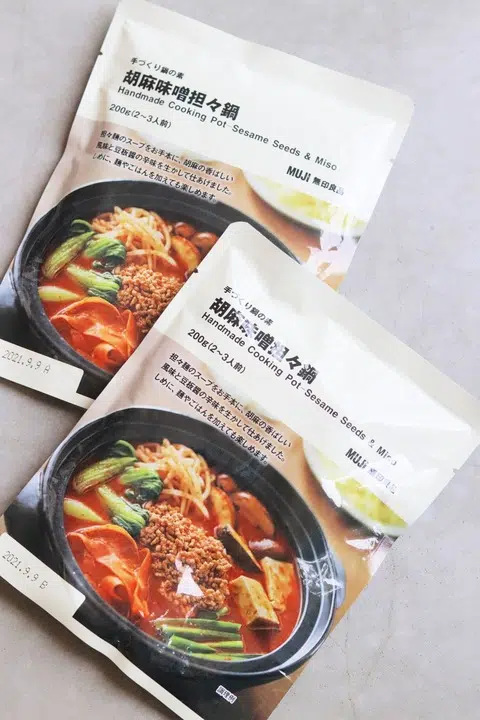 手づくり鍋の素
胡麻味噌担々鍋
Handmade Cooking Pot Sesame Seeds & Miso
200g(2〜3人前)
担々麺のスープをお手本に、胡麻の香ばしい
風味と豆板醤の辛味を生かして仕あげました。
しめに、麺やごはんを加えても楽しめます。
MUJI 無印良品
2021.9.9 A
手づくり鍋の素
胡麻味噌担々鍋
Handmade Cooking Pot Sesame Seeds & Miso
200g(2〜3人前)
担々麺のスープをお手本に、胡麻の香ばしい
風味と豆板醤の辛味を生かして仕あげました。
しめに、麺やごはんを加えても楽しめます。
MUJI 無印良品
2021.9.9 B
調理例